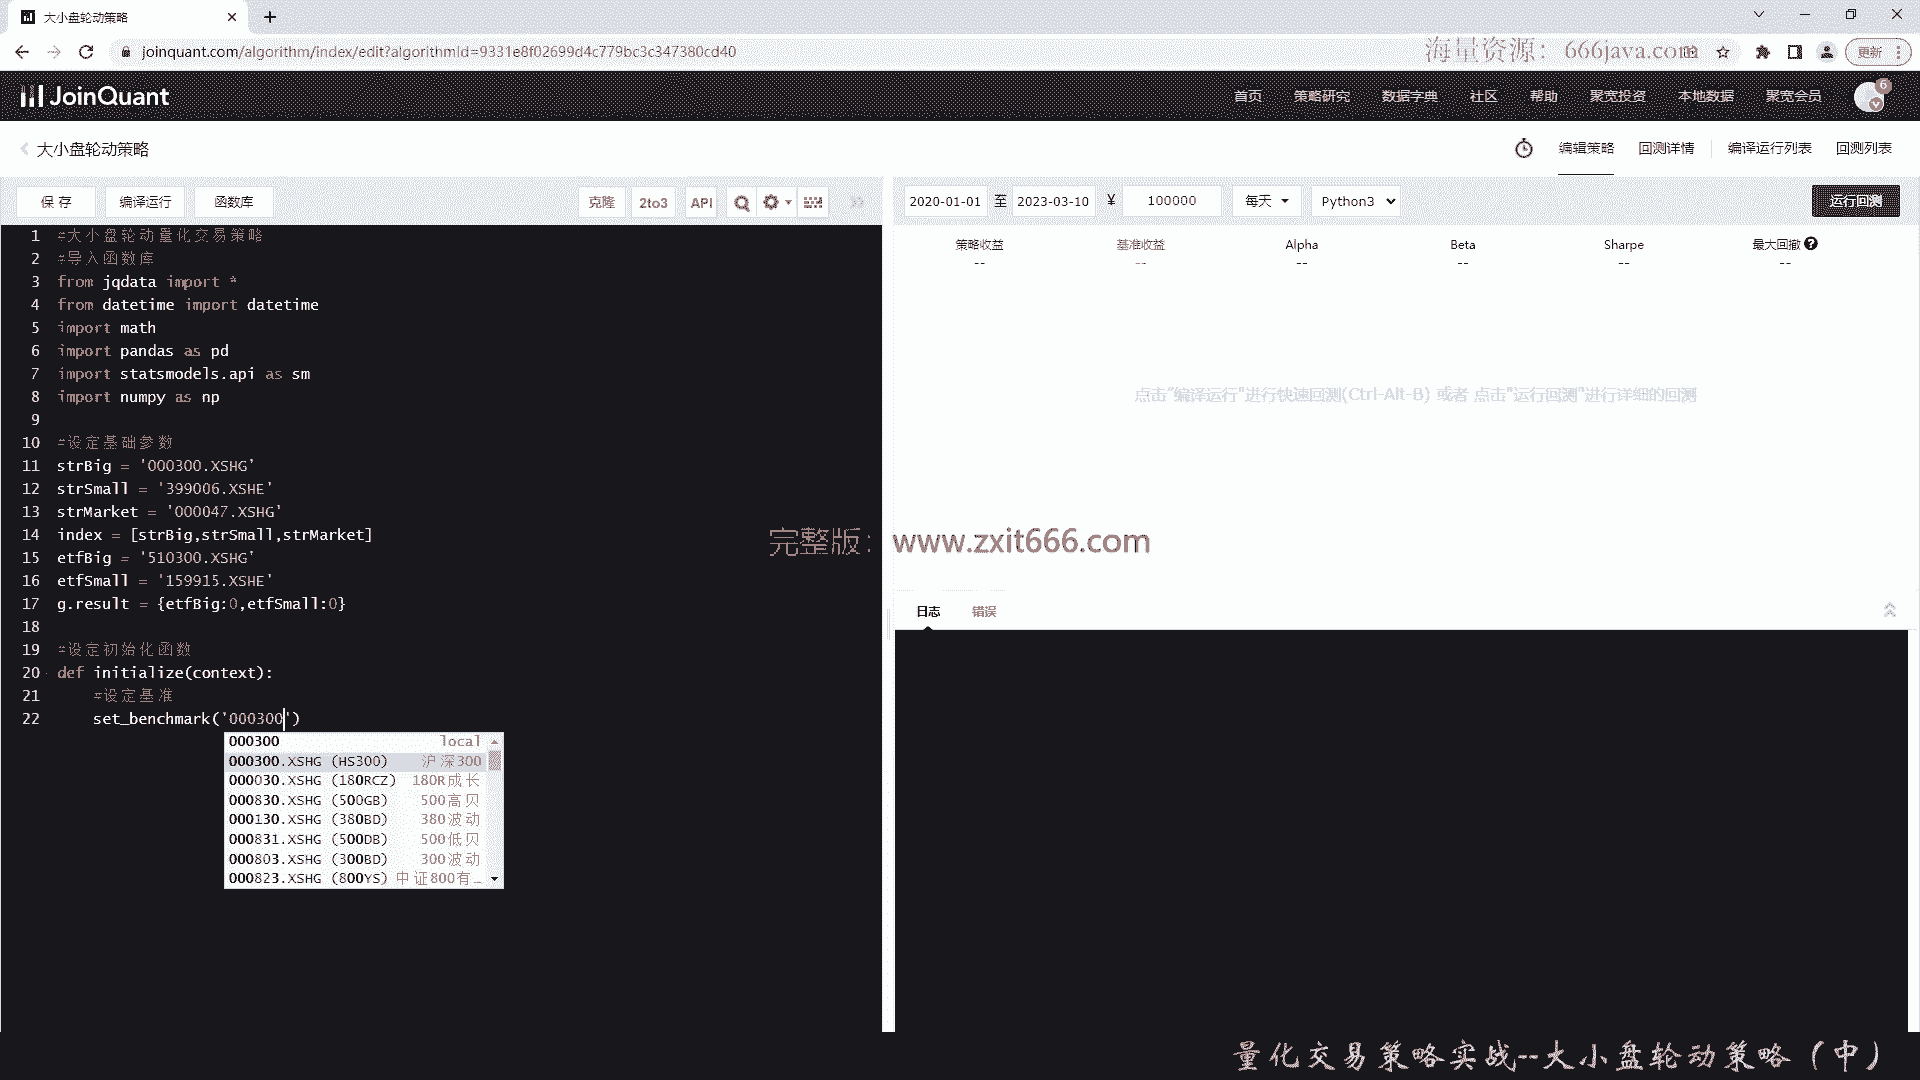 大小盘轮动策略
joinquant.com/algorithm/index/edit?algorithmId=9331e8f02699d4c779bc3c347380cd40
海量资源：666java.com
更新
JoinQuant
首页 策略研究 数据字典 社区 帮助 聚宽投资 本地数据 聚宽会员 6
大小盘轮动策略
编辑策略 回测详情 编译运行列表 回测列表
保存 编译运行 函数库 克隆 2to3 API
2020-01-01 至 2023-03-10 ¥ 100000 每天 Python3 运行回测
策略收益 基准收益 Alpha Beta Sharpe 最大回撤
-- -- -- -- -- --
点击"编译运行"进行快速回测(Ctrl-Alt-B) 或者 点击"运行回测"进行详细的回测
1 #大小盘轮动量化交易策略
2 #导入函数库
3 from jqdata import *
4 from datetime import datetime
5 import math
6 import pandas as pd
7 import statsmodels.api as sm
8 import numpy as np
9
10 #设定基础参数
11 strBig = '000300.XSHG'
12 strSmall = '399006.XSHE'
13 strMarket = '000047.XSHG'
14 index = [strBig,strSmall,strMarket]
15 etfBig = '510300.XSHG'
16 etfSmall = '159915.XSHE'
17 g.result = {etfBig:0,etfSmall:0}
18
19 #设定初始化函数
20 def initialize(context):
21 #设定基准
22 set_benchmark('000300')
000300 local
000300.XSHG (HS300) 沪深300
000030.XSHG (180RCZ) 180R成长
000830.XSHG (500GB) 500高贝
000130.XSHG (380BD) 380波动
000831.XSHG (500DB) 500低贝
000803.XSHG (300BD) 300波动
000823.XSHG (800YS) 中证800有…
完整版：www.zxit666.com
日志 错误
量化交易策略实战--大小盘轮动策略（中）